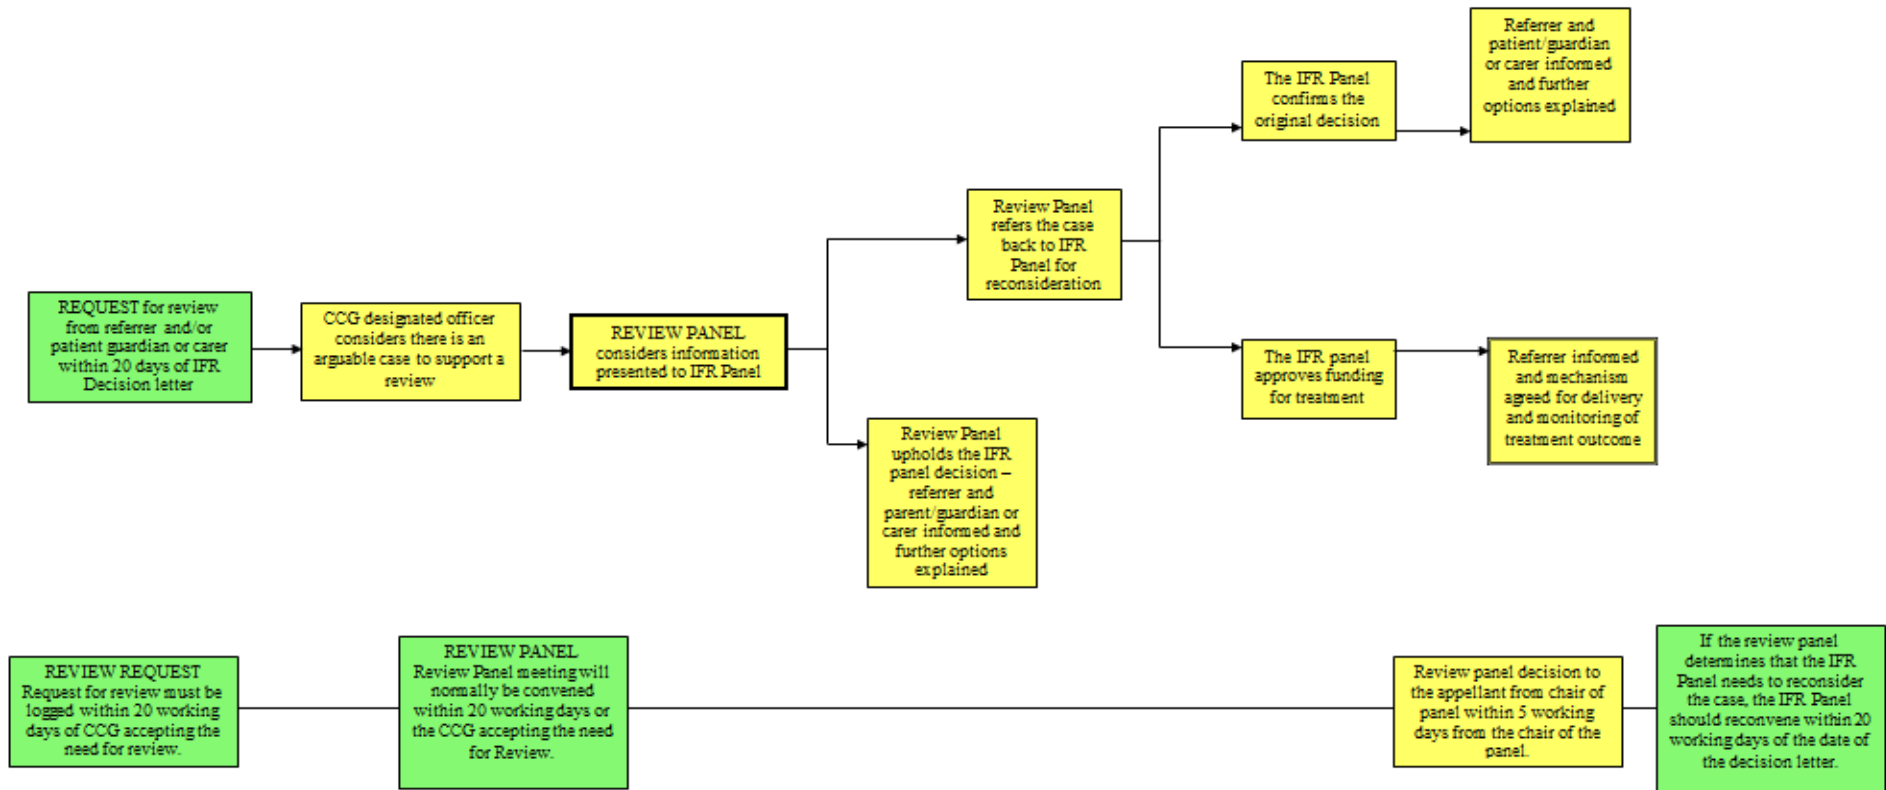 Referrer and
patient/guardian
or carer informed
and further
options explained
The IFR Panel
confirms the
original decision
Review Panel
refers the case
back to IFR
Panel for
reconsideration
REQUEST for review
from referrer and/or
patient guardian or carer
within 20 days of IFR
Decision letter
CCG designated officer
considers there is an
arguable case to support a
review
REVIEW PANEL
considers information
presented to IFR Panel
The IFR panel
approves funding
for treatment
Referrer informed
and mechanism
agreed for delivery
and monitoring of
treatment outcome
Review Panel
upholds the IFR
panel decision –
referrer and
parent/guardian or
carer informed and
further options
explained
REVIEW REQUEST
Request for review must be
logged within 20 working
days of CCG accepting the
need for review.
REVIEW PANEL
Review Panel meeting will
normally be convened
within 20 working days or
the CCG accepting the need
for Review.
Review panel decision to
the appellant from chair of
panel within 5 working
days from the chair of the
panel.
If the review panel
determines that the IFR
Panel needs to reconsider
the case, the IFR Panel
should reconvene within 20
working days of the date of
the decision letter.